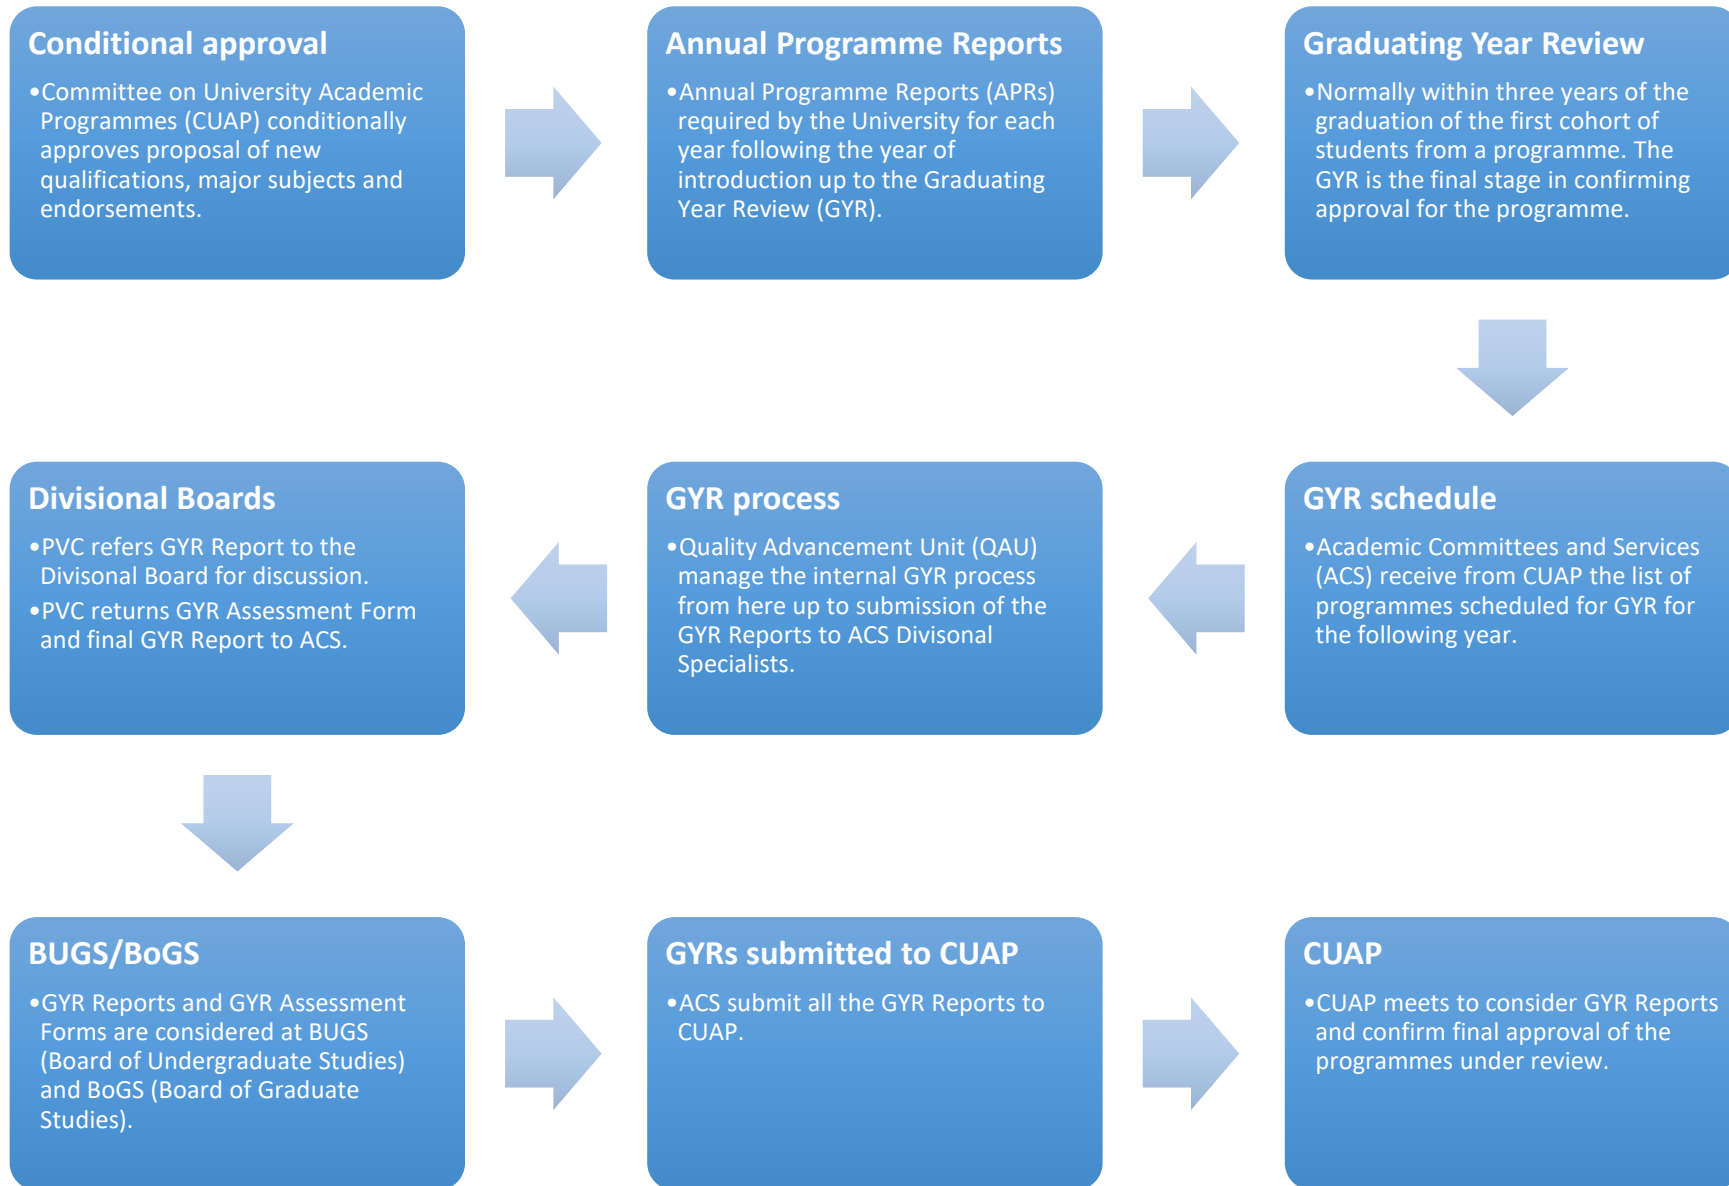 Conditional approval
•Committee on University Academic
Programmes (CUAP) conditionally
approves proposal of new
qualifications, major subjects and
endorsements.
Annual Programme Reports
•Annual Programme Reports (APRs)
required by the University for each
year following the year of
introduction up to the Graduating
Year Review (GYR).
Graduating Year Review
•Normally within three years of the
graduation of the first cohort of
students from a programme. The
GYR is the final stage in confirming
approval for the programme.
GYR schedule
•Academic Committees and Services
(ACS) receive from CUAP the list of
programmes scheduled for GYR for
the following year.
GYR process
•Quality Advancement Unit (QAU)
manage the internal GYR process
from here up to submission of the
GYR Reports to ACS Divisonal
Specialists.
Divisional Boards
•PVC refers GYR Report to the
Divisonal Board for discussion.
•PVC returns GYR Assessment Form
and final GYR Report to ACS.
BUGS/BoGS
•GYR Reports and GYR Assessment
Forms are considered at BUGS
(Board of Undergraduate Studies)
and BoGS (Board of Graduate
Studies).
GYRs submitted to CUAP
•ACS submit all the GYR Reports to
CUAP.
CUAP
•CUAP meets to consider GYR Reports
and confirm final approval of the
programmes under review.